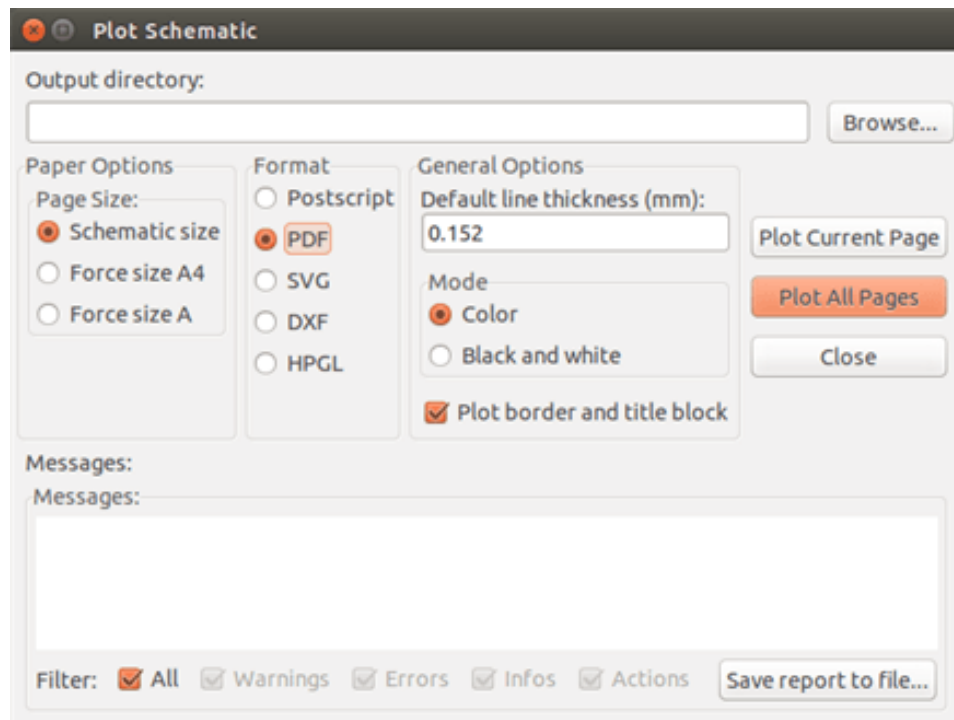 Plot Schematic
Output directory:
Browse...
Paper Options
Page Size:
Schematic size
Force size A4
Force size A
Format
Postscript
PDF
SVG
DXF
HPGL
General Options
Default line thickness (mm):
0.152
Mode
Color
Black and white
Plot border and title block
Plot Current Page
Plot All Pages
Close
Messages:
Messages:
Filter: All Warnings Errors Infos Actions Save report to file...